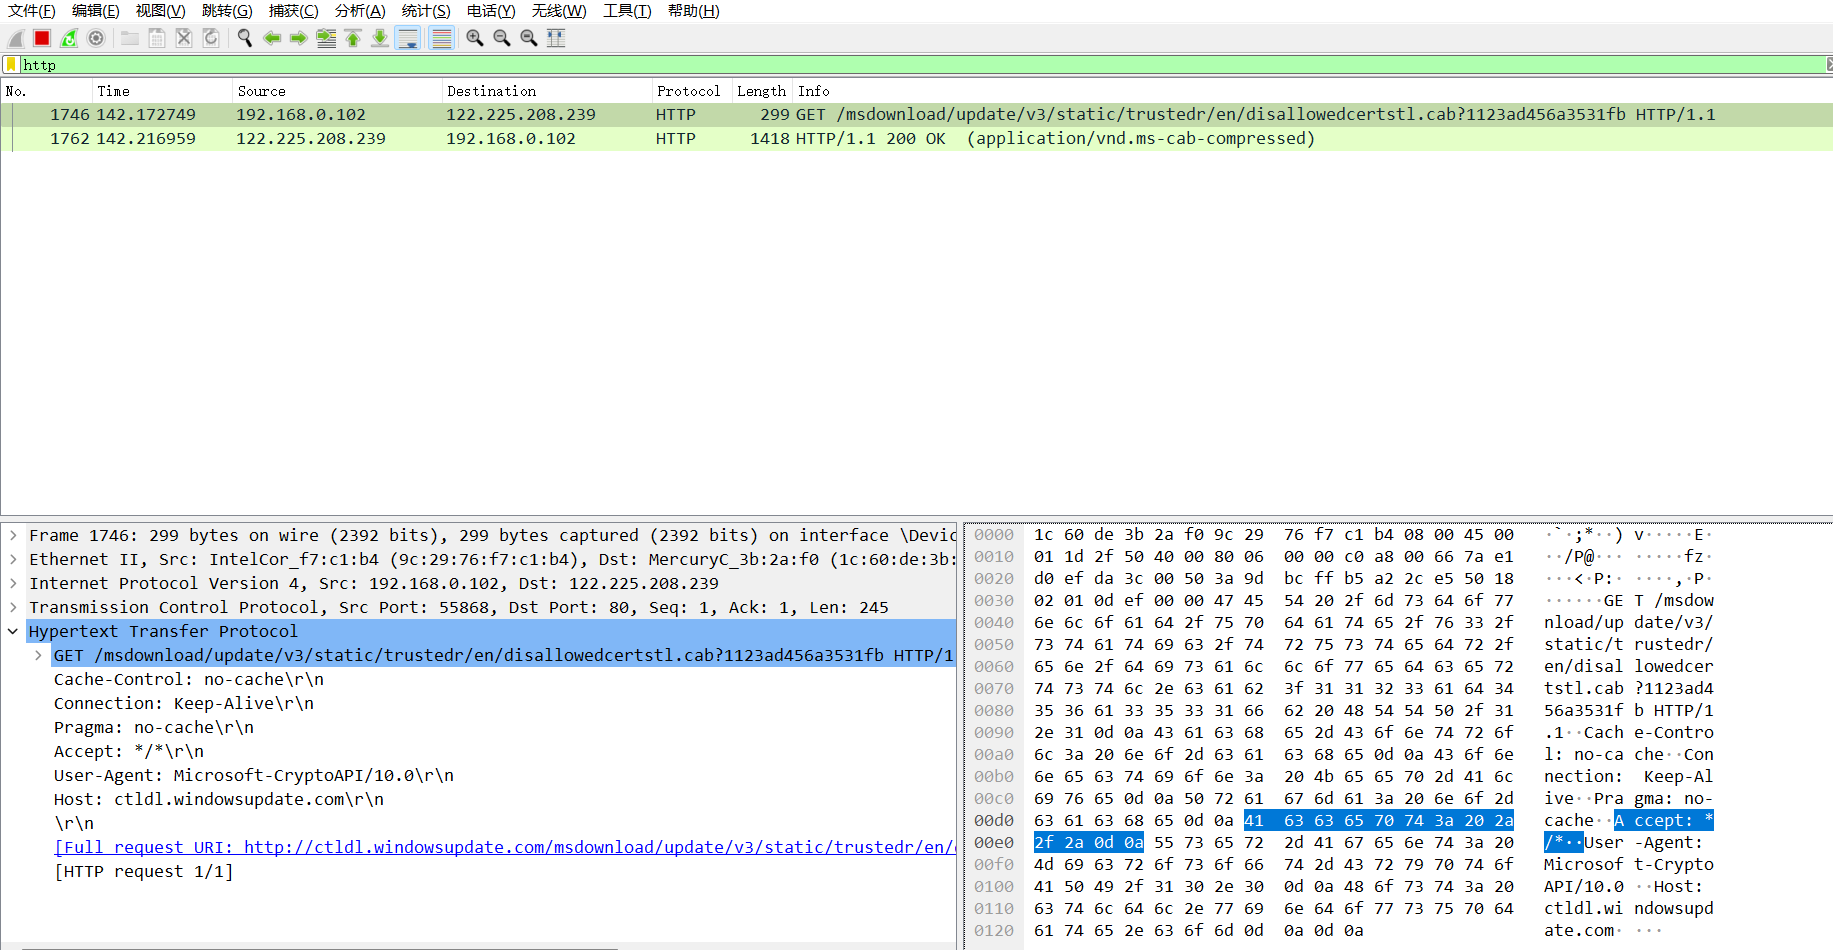 文件(F) 编辑(E) 视图(V) 跳转(G) 捕获(C) 分析(A) 统计(S) 电话(Y) 无线(W) 工具(T) 帮助(H)
http
No. Time Source Destination Protocol Length Info
1746 142.172749 192.168.0.102 122.225.208.239 HTTP 299 GET /msdownload/update/v3/static/trustedr/en/disallowedcertstl.cab?1123ad456a3531fb HTTP/1.1
1762 142.216959 122.225.208.239 192.168.0.102 HTTP 1418 HTTP/1.1 200 OK  (application/vnd.ms-cab-compressed)
Frame 1746: 299 bytes on wire (2392 bits), 299 bytes captured (2392 bits) on interface \Devic
Ethernet II, Src: IntelCor_f7:c1:b4 (9c:29:76:f7:c1:b4), Dst: MercuryC_3b:2a:f0 (1c:60:de:3b:
Internet Protocol Version 4, Src: 192.168.0.102, Dst: 122.225.208.239
Transmission Control Protocol, Src Port: 55868, Dst Port: 80, Seq: 1, Ack: 1, Len: 245
Hypertext Transfer Protocol
GET /msdownload/update/v3/static/trustedr/en/disallowedcertstl.cab?1123ad456a3531fb HTTP/1
Cache-Control: no-cache\r\n
Connection: Keep-Alive\r\n
Pragma: no-cache\r\n
Accept: */*\r\n
User-Agent: Microsoft-CryptoAPI/10.0\r\n
Host: ctldl.windowsupdate.com\r\n
\r\n
[Full request URI: http://ctldl.windowsupdate.com/msdownload/update/v3/static/trustedr/en/
[HTTP request 1/1]
0000 1c 60 de 3b 2a f0 9c 29 76 f7 c1 b4 08 00 45 00 ·`·;*··) v·····E·
0010 01 1d 2f 50 40 00 80 06 00 00 c0 a8 00 66 7a e1 ··/P@··· ·····fz·
0020 d0 ef da 3c 00 50 3a 9d bc ff b5 a2 2c e5 50 18 ···<·P:· ····,·P·
0030 02 01 0d ef 00 00 47 45 54 20 2f 6d 73 64 6f 77 ······GE T /msdow
0040 6e 6c 6f 61 64 2f 75 70 64 61 74 65 2f 76 33 2f nload/up date/v3/
0050 73 74 61 74 69 63 2f 74 72 75 73 74 65 64 72 2f static/t rustedr/
0060 65 6e 2f 64 69 73 61 6c 6c 6f 77 65 64 63 65 72 en/disal lowedcer
0070 74 73 74 6c 2e 63 61 62 3f 31 31 32 33 61 64 34 tstl.cab ?1123ad4
0080 35 36 61 33 35 33 31 66 62 20 48 54 54 50 2f 31 56a3531f b HTTP/1
0090 2e 31 0d 0a 43 61 63 68 65 2d 43 6f 6e 74 72 6f .1··Cach e-Contro
00a0 6c 3a 20 6e 6f 2d 63 61 63 68 65 0d 0a 43 6f 6e l: no-ca che··Con
00b0 6e 65 63 74 69 6f 6e 3a 20 4b 65 65 70 2d 41 6c nection:  Keep-Al
00c0 69 76 65 0d 0a 50 72 61 67 6d 61 3a 20 6e 6f 2d ive··Pra gma: no-
00d0 63 61 63 68 65 0d 0a 41 63 63 65 70 74 3a 20 2a cache··A ccept: *
00e0 2f 2a 0d 0a 55 73 65 72 2d 41 67 65 6e 74 3a 20 /*··User -Agent:
00f0 4d 69 63 72 6f 73 6f 66 74 2d 43 72 79 70 74 6f Microsof t-Crypto
0100 41 50 49 2f 31 30 2e 30 0d 0a 48 6f 73 74 3a 20 API/10.0 ··Host:
0110 63 74 6c 64 6c 2e 77 69 6e 64 6f 77 73 75 70 64 ctldl.wi ndowsupd
0120 61 74 65 2e 63 6f 6d 0d 0a 0d 0a ate.com· ···